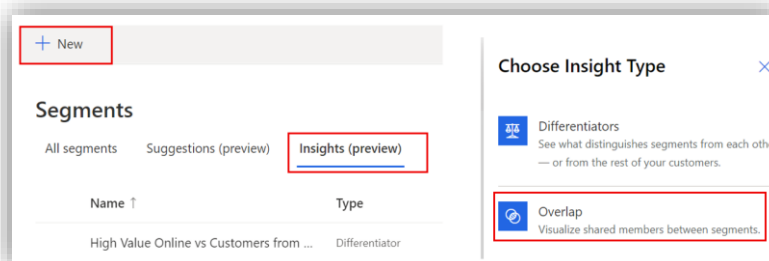 + New
Segments
All segments Suggestions (preview) Insights (preview)
Name ↑ Type
High Value Online vs Customers from ... Differentiator
Choose Insight Type
Differentiators
See what distinguishes segments from each othe
— or from the rest of your customers.
Overlap
Visualize shared members between segments.